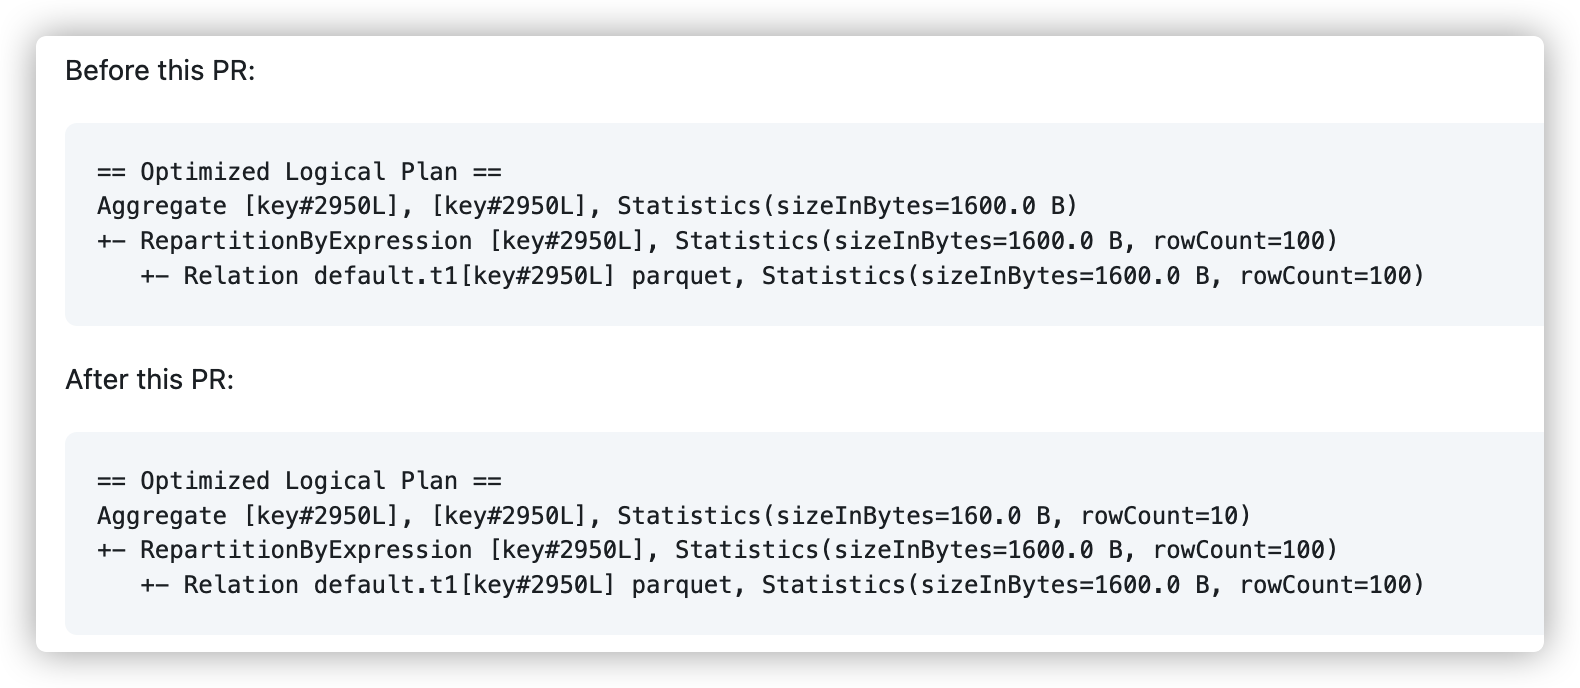 Before this PR:
== Optimized Logical Plan ==
Aggregate [key#2950L], [key#2950L], Statistics(sizeInBytes=1600.0 B)
+- RepartitionByExpression [key#2950L], Statistics(sizeInBytes=1600.0 B, rowCount=100)
   +- Relation default.t1[key#2950L] parquet, Statistics(sizeInBytes=1600.0 B, rowCount=100)
After this PR:
== Optimized Logical Plan ==
Aggregate [key#2950L], [key#2950L], Statistics(sizeInBytes=160.0 B, rowCount=10)
+- RepartitionByExpression [key#2950L], Statistics(sizeInBytes=1600.0 B, rowCount=100)
   +- Relation default.t1[key#2950L] parquet, Statistics(sizeInBytes=1600.0 B, rowCount=100)